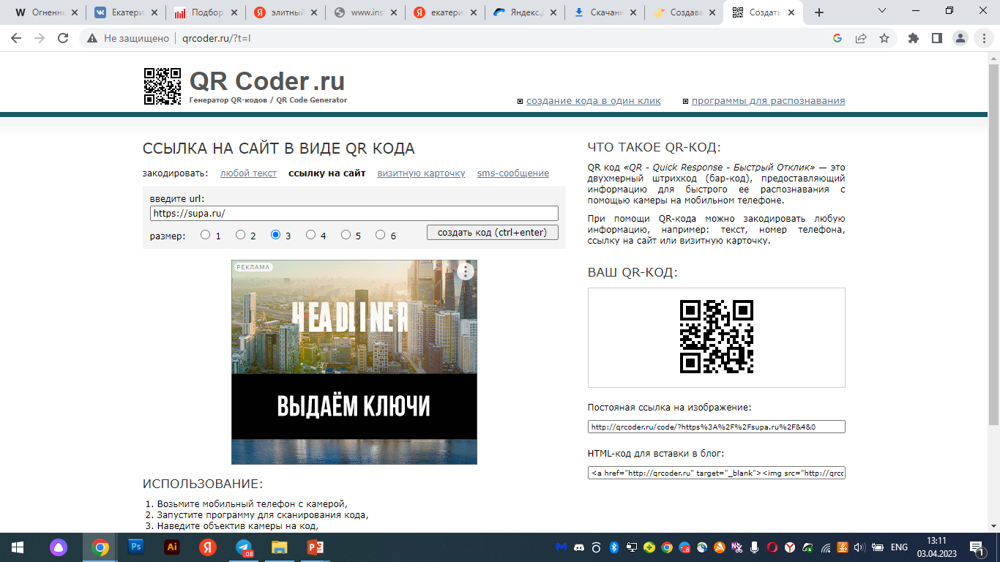 Огненны
Екатери
Подбор
элитный
www.ins
екатери
Яндекс.Д
Скачанн
Создава
Создать
Не защищено
qrcoder.ru/?t=l
QR Coder.ru
Генератор QR-кодов / QR Code Generator
создание кода в один клик
программы для распознавания
ССЫЛКА НА САЙТ В ВИДЕ QR КОДА
закодировать: любой текст ссылку на сайт визитную карточку sms-сообщение
введите url:
https://supa.ru/
размер: 1 2 3 4 5 6
создать код (ctrl+enter)
РЕКЛАМА
HEADLINER
ВЫДАЁМ КЛЮЧИ
ИСПОЛЬЗОВАНИЕ:
1. Возьмите мобильный телефон с камерой,
2. Запустите программу для сканирования кода,
3. Наведите объектив камеры на код,
ЧТО ТАКОЕ QR-КОД:
QR код «QR - Quick Response - Быстрый Отклик» — это
двухмерный штрихкод (бар-код), предоставляющий
информацию для быстрого ее распознавания с
помощью камеры на мобильном телефоне.
При помощи QR-кода можно закодировать любую
информацию, например: текст, номер телефона,
ссылку на сайт или визитную карточку.
ВАШ QR-КОД:
Постояная ссылка на изображение:
http://qrcoder.ru/code/?https%3A%2F%2Fsupa.ru%2F&4&0
HTML-код для вставки в блог:
<a href="http://qrcoder.ru" target="_blank"><img src="http://qrcc
ENG
13:11
03.04.2023